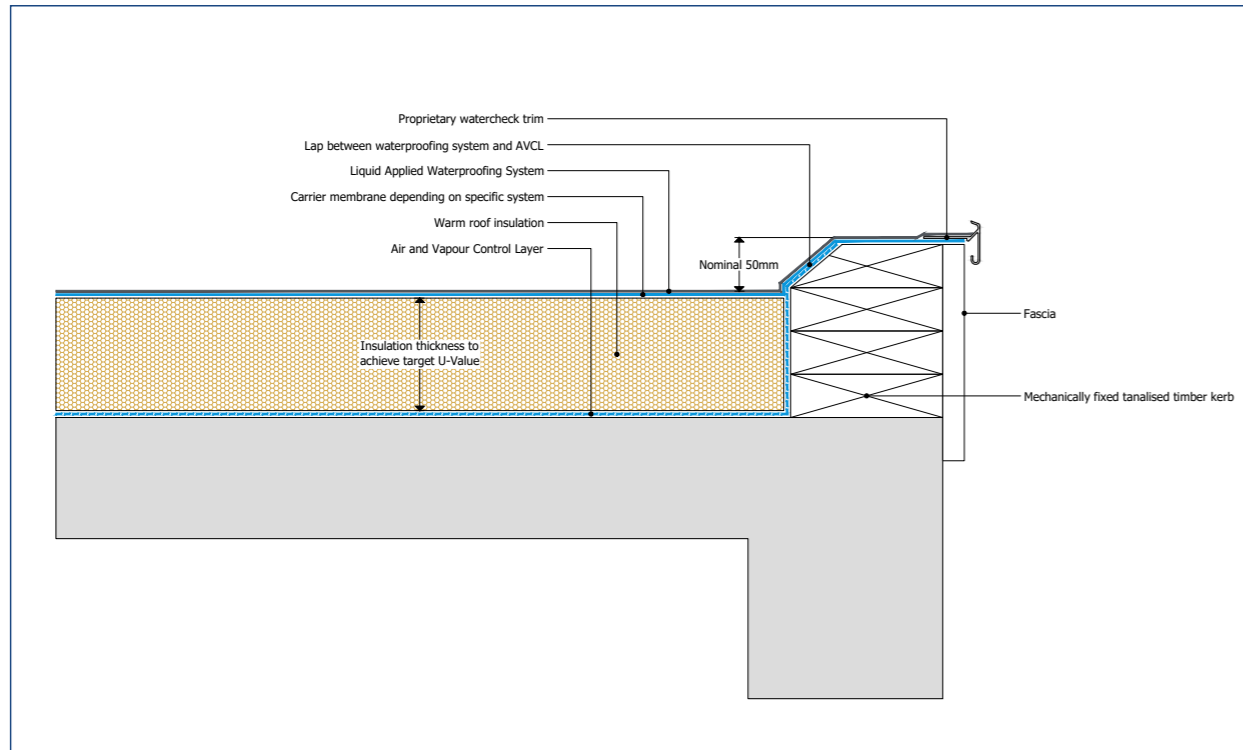 Proprietary watercheck trim
Lap between waterproofing system and AVCL
Liquid Applied Waterproofing System
Carrier membrane depending on specific system
Warm roof insulation
Air and Vapour Control Layer
Nominal 50mm
Fascia
Insulation thickness to
achieve target U-Value
Mechanically fixed tanalised timber kerb